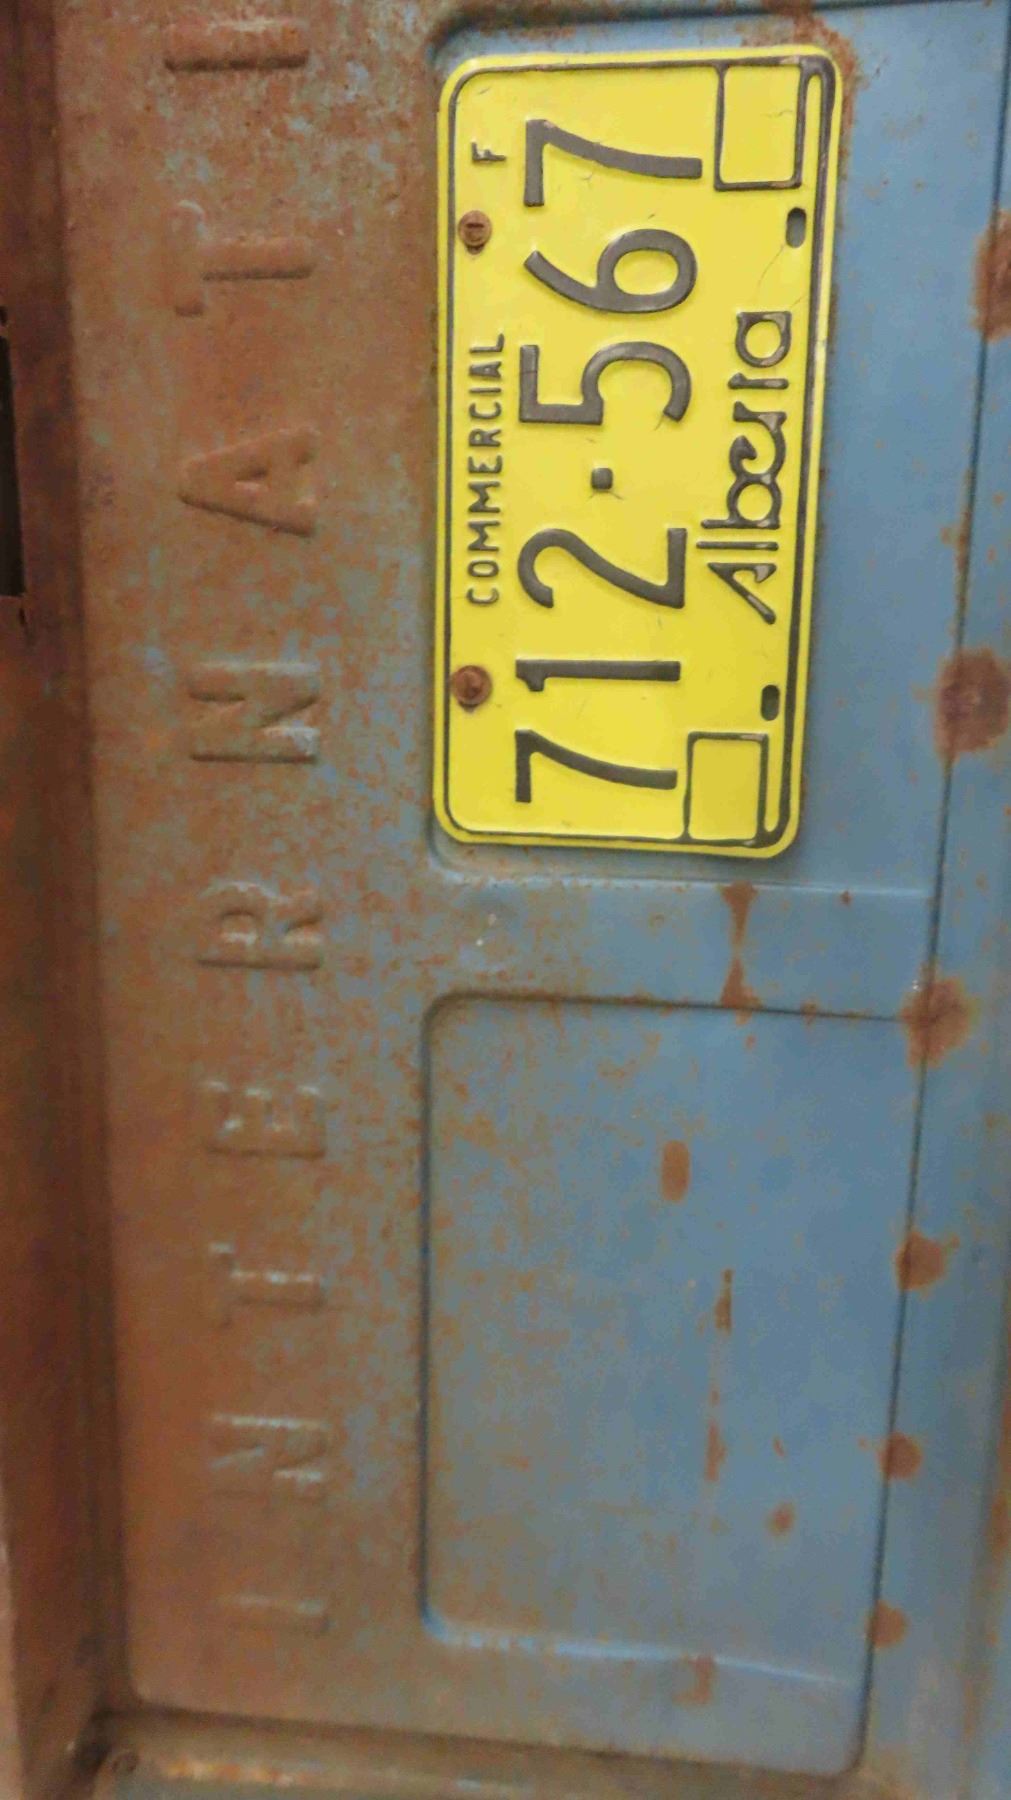 INTERNATI
COMMERCIAL F
712·567
Alberta